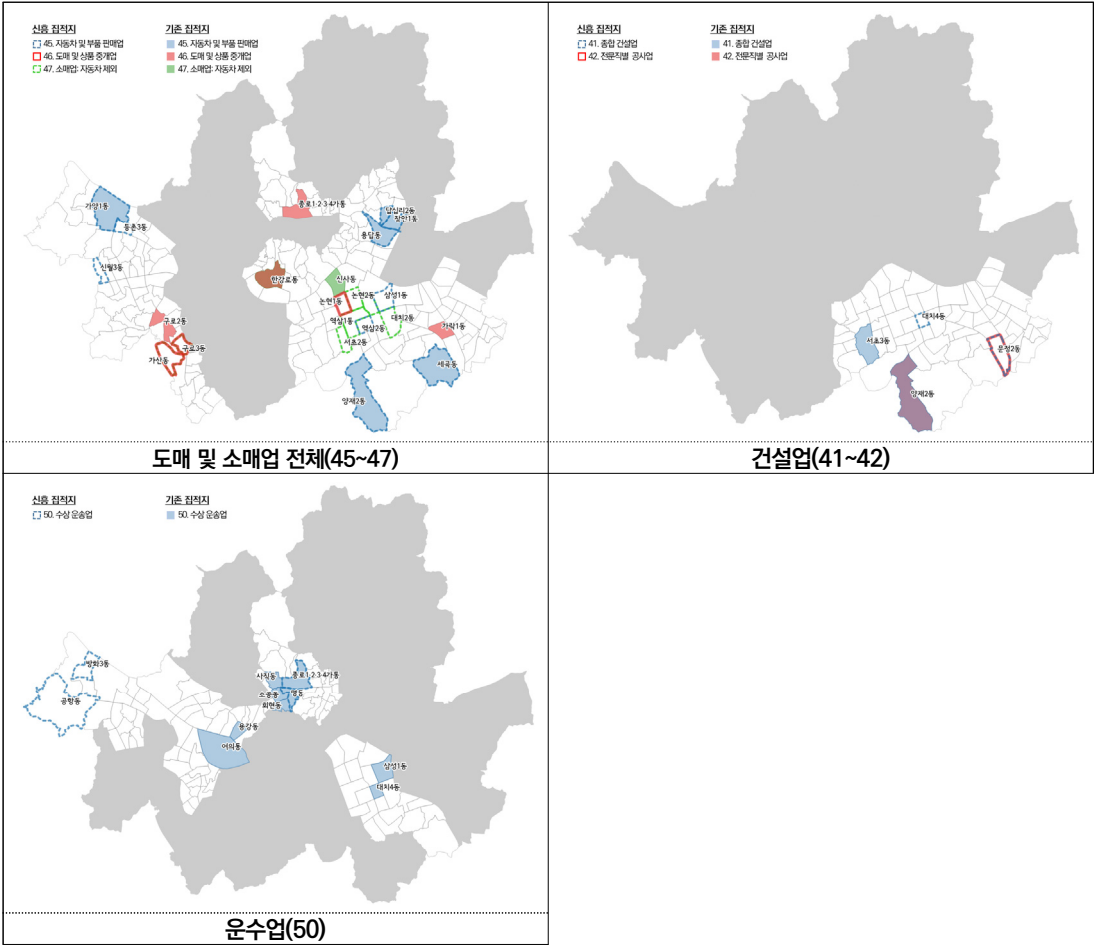 신흥 집적지
기존 집적지
45. 자동차 및 부품 판매업
45. 자동차 및 부품 판매업
46. 도매 및 상품 중개업
46. 도매 및 상품 중개업
47. 소매업: 자동차 제외
47. 소매업: 자동차 제외
가양1동
등촌3동
신월3동
구로2동
구로3동
가산동
종로1·2·3·4가동
한강로동
답십리2동
장안1동
용답동
신사동
논현1동
논현2동
삼성1동
역삼1동
역삼2동
대치2동
서초2동
가락1동
세곡동
양재2동
도매 및 소매업 전체(45~47)
신흥 집적지
기존 집적지
41. 종합 건설업
41. 종합 건설업
42. 전문직별 공사업
42. 전문직별 공사업
대치4동
서초3동
문정2동
양재2동
건설업(41~42)
신흥 집적지
기존 집적지
50. 수상 운송업
50. 수상 운송업
방화3동
공항동
사직동
종로1·2·3·4가동
소공동
명동
회현동
용강동
여의동
삼성1동
대치4동
운수업(50)